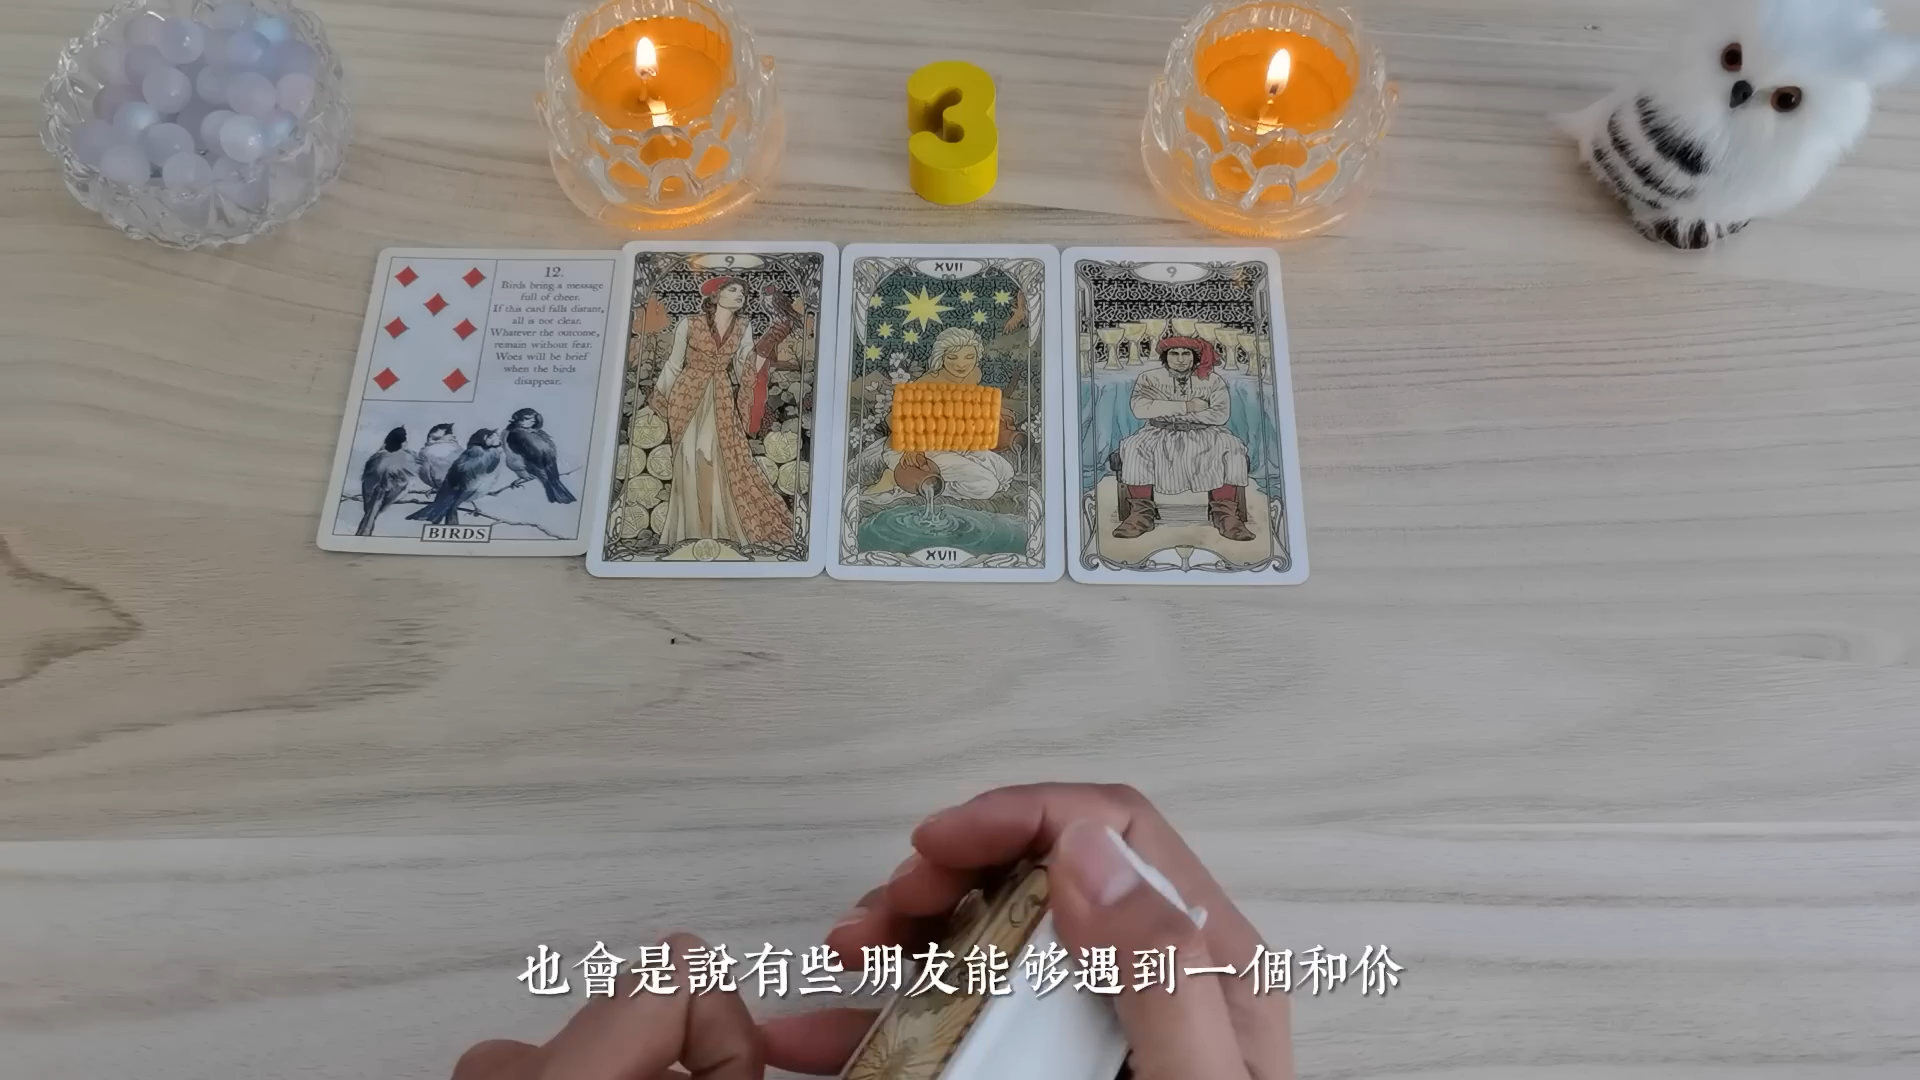 3
12.
Birds bring a message
full of cheer.
If this card falls distant,
all is not clear.
Whatever the outcome,
remain without fear.
Woes will be brief
when the birds
disappear.
BIRDS
9
XVII
XVII
9
也會是說有些朋友能够遇到一個和你